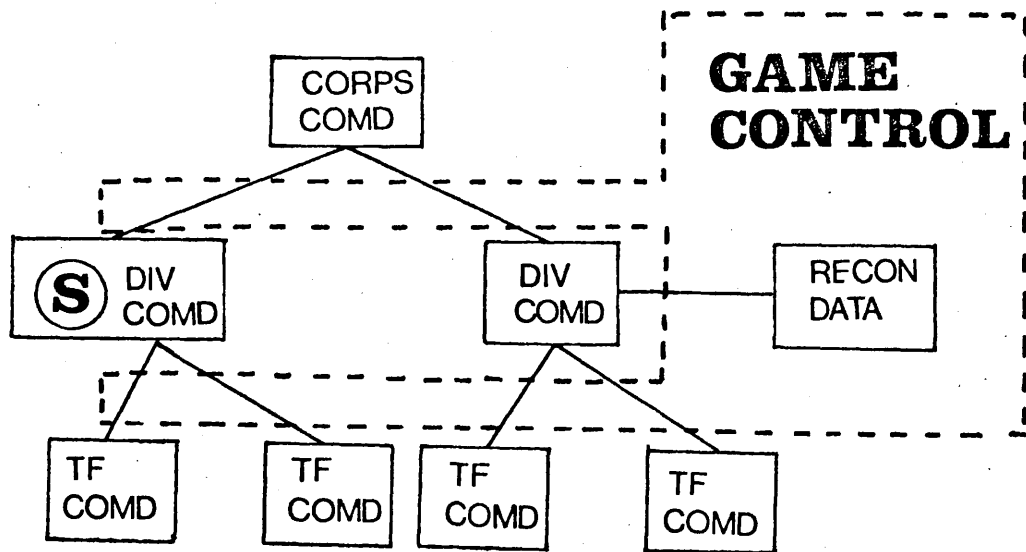 CORPS
COMD
GAME
CONTROL
S
DIV
COMD
DIV
COMD
RECON
DATA
TF
COMD
TF
COMD
TF
COMD
TF
COMD